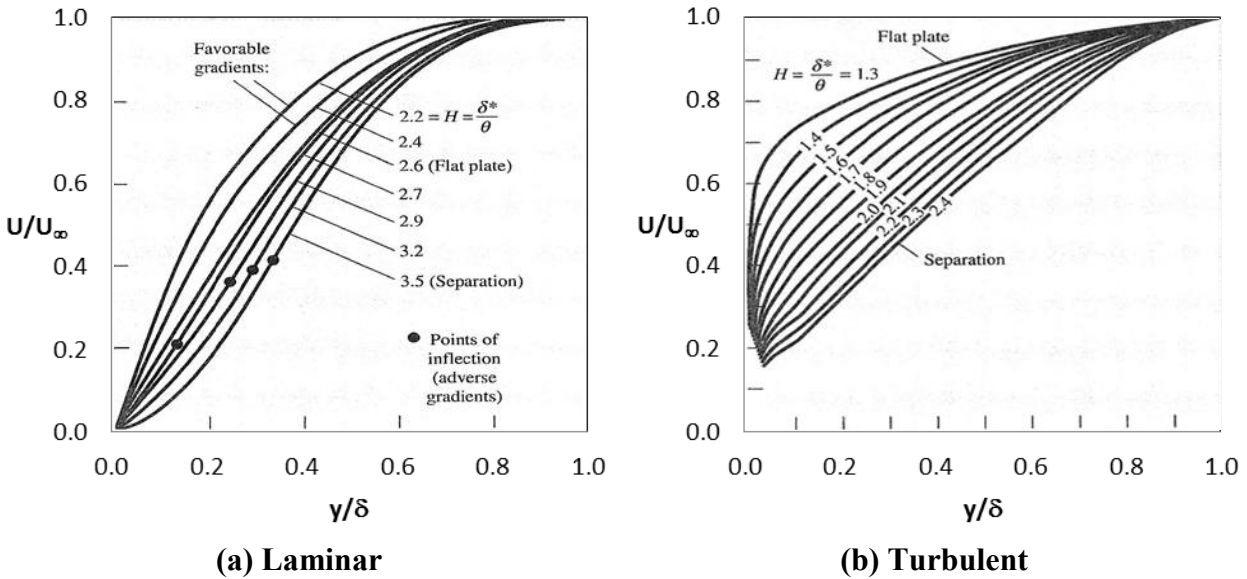 1.0
0.8
0.6
U/U∞
0.4
0.2
0.0
0.0 0.2 0.4 0.6 0.8 1.0
y/δ
Favorable
gradients:
2.2 = H = δ*/θ
2.4
2.6 (Flat plate)
2.7
2.9
3.2
3.5 (Separation)
Points of
inflection
(adverse
gradients)
(a) Laminar
1.0
0.8
0.6
U/U∞
0.4
0.2
0.0
0.0 0.2 0.4 0.6 0.8 1.0
y/δ
Flat plate
H = δ*/θ = 1.3
1.4
1.5
1.6
1.7
1.8
1.9
2.0
2.1
2.2
2.3
2.4
Separation
(b) Turbulent